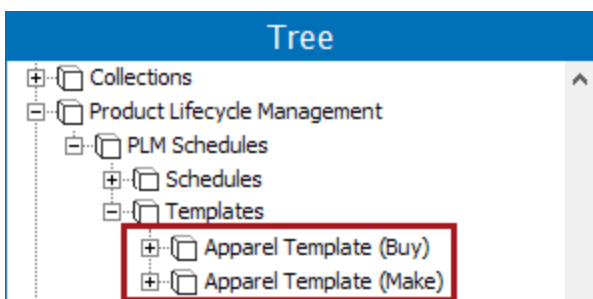 Tree
Collections
Product Lifecycle Management
PLM Schedules
Schedules
Templates
Apparel Template (Buy)
Apparel Template (Make)